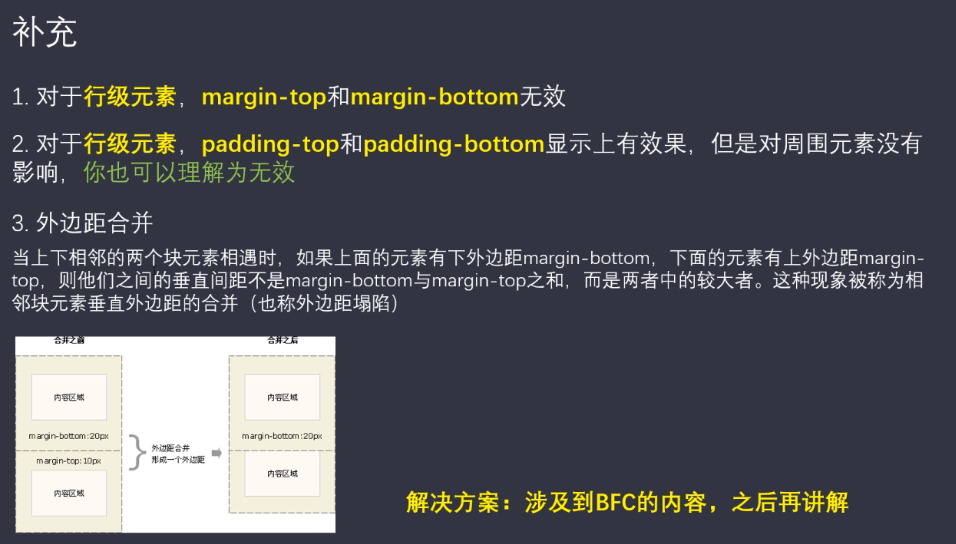 补充
1. 对于行级元素，margin-top和margin-bottom无效
2. 对于行级元素，padding-top和padding-bottom显示上有效果，但是对周围元素没有
影响，你也可以理解为无效
3. 外边距合并
当上下相邻的两个块元素相遇时，如果上面的元素有下外边距margin-bottom，下面的元素有上外边距margin-
top，则他们之间的垂直间距不是margin-bottom与margin-top之和，而是两者中的较大者。这种现象被称为相
邻块元素垂直外边距的合并（也称外边距塌陷）
合并之前
合并之后
内容区域
内容区域
margin-bottom:20px
margin-bottom:20px
外边距合并
形成一个外边距
margin-top:10px
内容区域
内容区域
解决方案：涉及到BFC的内容，之后再讲解